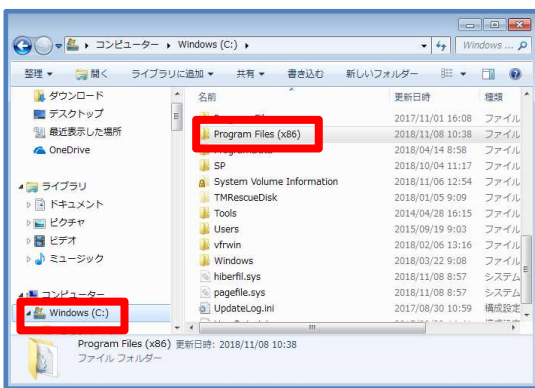 コンピューター ▸ Windows (C:) ▸
Windows ...
整理 開く ライブラリに追加 共有 書き込む 新しいフォルダー
ダウンロード
デスクトップ
最近表示した場所
OneDrive
ライブラリ
ドキュメント
ピクチャ
ビデオ
ミュージック
コンピューター
Windows (C:)
名前 更新日時 種類
2017/11/01 16:08 ファイル
Program Files (x86) 2018/11/08 10:38 ファイル
ProgramData 2018/04/14 8:58 ファイル
SP 2018/10/04 11:17 ファイル
System Volume Information 2018/11/06 12:54 ファイル
TMRescueDisk 2018/01/05 9:09 ファイル
Tools 2014/04/28 16:15 ファイル
Users 2015/09/19 9:03 ファイル
vfrwin 2018/02/06 13:16 ファイル
Windows 2018/03/22 9:08 ファイル
hiberfil.sys 2018/11/08 8:57 システム
pagefile.sys 2018/11/08 8:57 システム
UpdateLog.ini 2017/08/30 10:59 構成設定
Program Files (x86) 更新日時: 2018/11/08 10:38
ファイル フォルダー